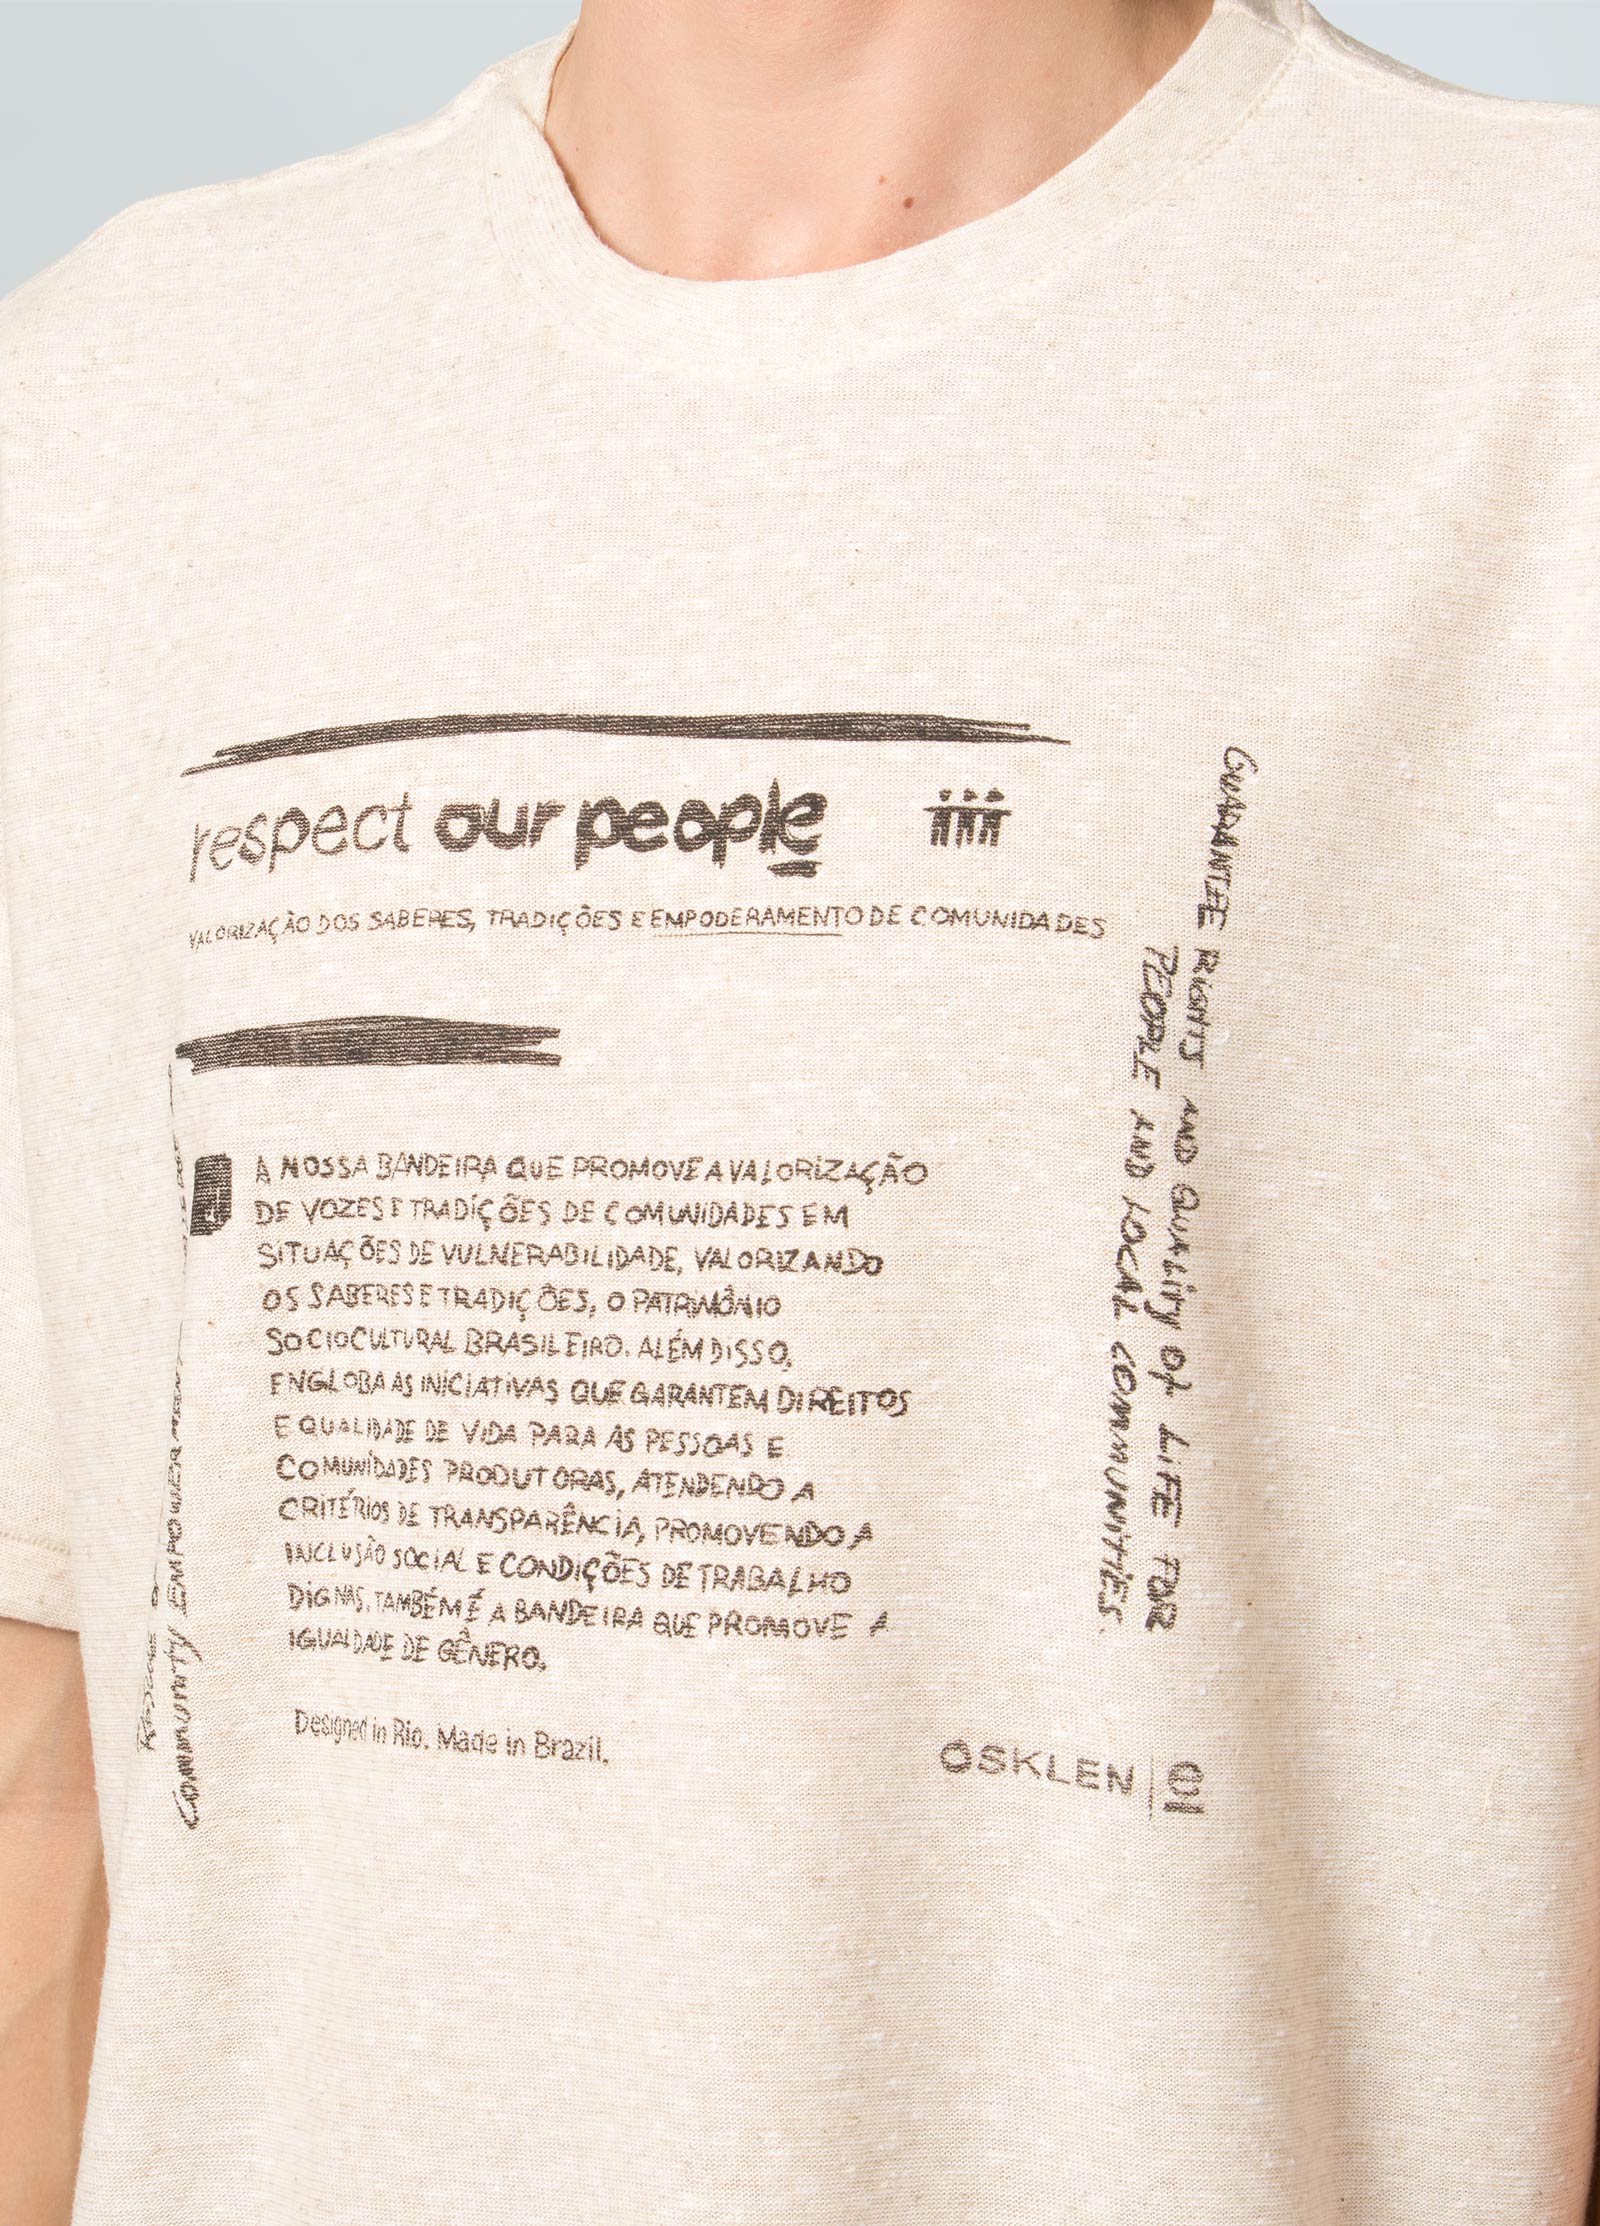 respect our people
VALORIZAÇÃO DOS SABERES, TRADIÇÕES E EMPODERAMENTO DE COMUNIDADES
A NOSSA BANDEIRA QUE PROMOVE A VALORIZAÇÃO
DE VOZES E TRADIÇÕES DE COMUNIDADES EM
SITUAÇÕES DE VULNERABILIDADE, VALORIZANDO
OS SABERES E TRADIÇÕES, O PATRIMÔNIO
SOCIOCULTURAL BRASILEIRO. ALÉM DISSO,
ENGLOBA AS INICIATIVAS QUE GARANTEM DIREITOS
E QUALIDADE DE VIDA PARA AS PESSOAS E
COMUNIDADES PRODUTORAS, ATENDENDO A
CRITÉRIOS DE TRANSPARÊNCIA, PROMOVENDO A
INCLUSÃO SOCIAL E CONDIÇÕES DE TRABALHO
DIGNAS. TAMBÉM É A BANDEIRA QUE PROMOVE A
IGUALDADE DE GÊNERO.
Designed in Rio. Made in Brazil.
OSKLEN
GUARANTEE RIGHTS AND QUALITY OF LIFE FOR
PEOPLE AND LOCAL COMMUNITIES
COMMUNITY